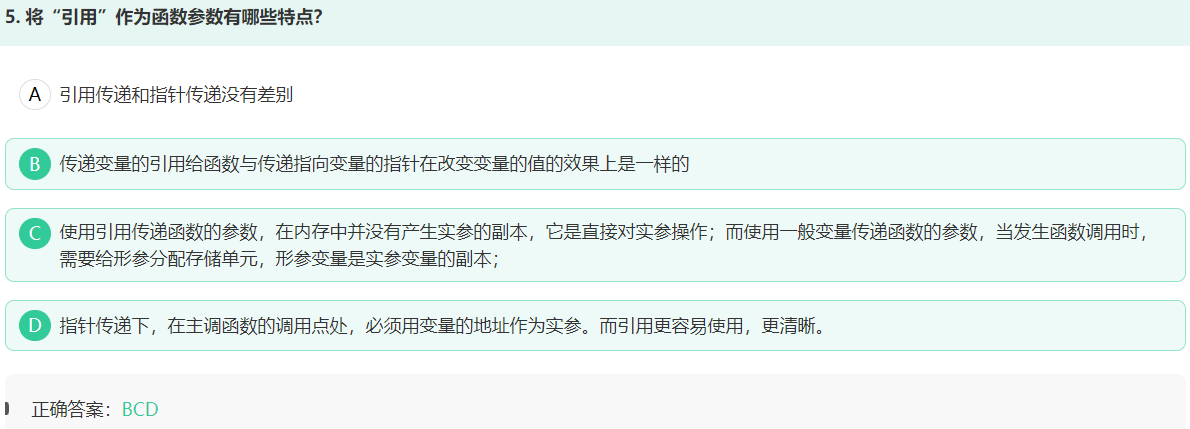 5. 将“引用”作为函数参数有哪些特点?
A 引用传递和指针传递没有差别
B 传递变量的引用给函数与传递指向变量的指针在改变变量的值的效果上是一样的
C 使用引用传递函数的参数，在内存中并没有产生实参的副本，它是直接对实参操作；而使用一般变量传递函数的参数，当发生函数调用时，
需要给形参分配存储单元，形参变量是实参变量的副本；
D 指针传递下，在主调函数的调用点处，必须用变量的地址作为实参。而引用更容易使用，更清晰。
正确答案：BCD